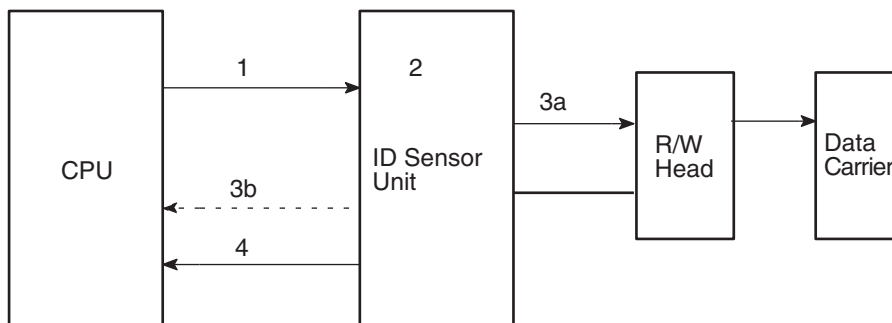 1
2
3a
CPU
ID Sensor
Unit
R/W
Head
Data
Carrier
3b
4